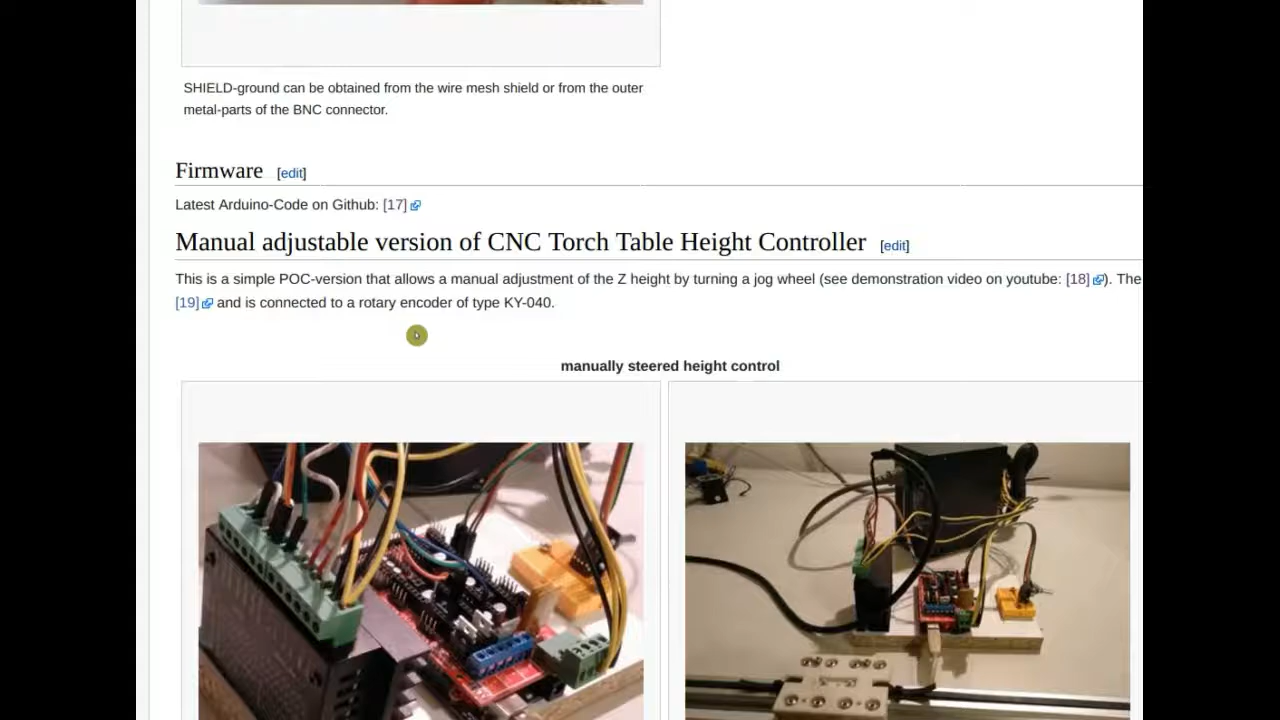 SHIELD-ground can be obtained from the wire mesh shield or from the outer
metal-parts of the BNC connector.
Firmware [edit]
Latest Arduino-Code on Github: [17]
Manual adjustable version of CNC Torch Table Height Controller [edit]
This is a simple POC-version that allows a manual adjustment of the Z height by turning a jog wheel (see demonstration video on youtube: [18]). The
[19] and is connected to a rotary encoder of type KY-040.
manually steered height control